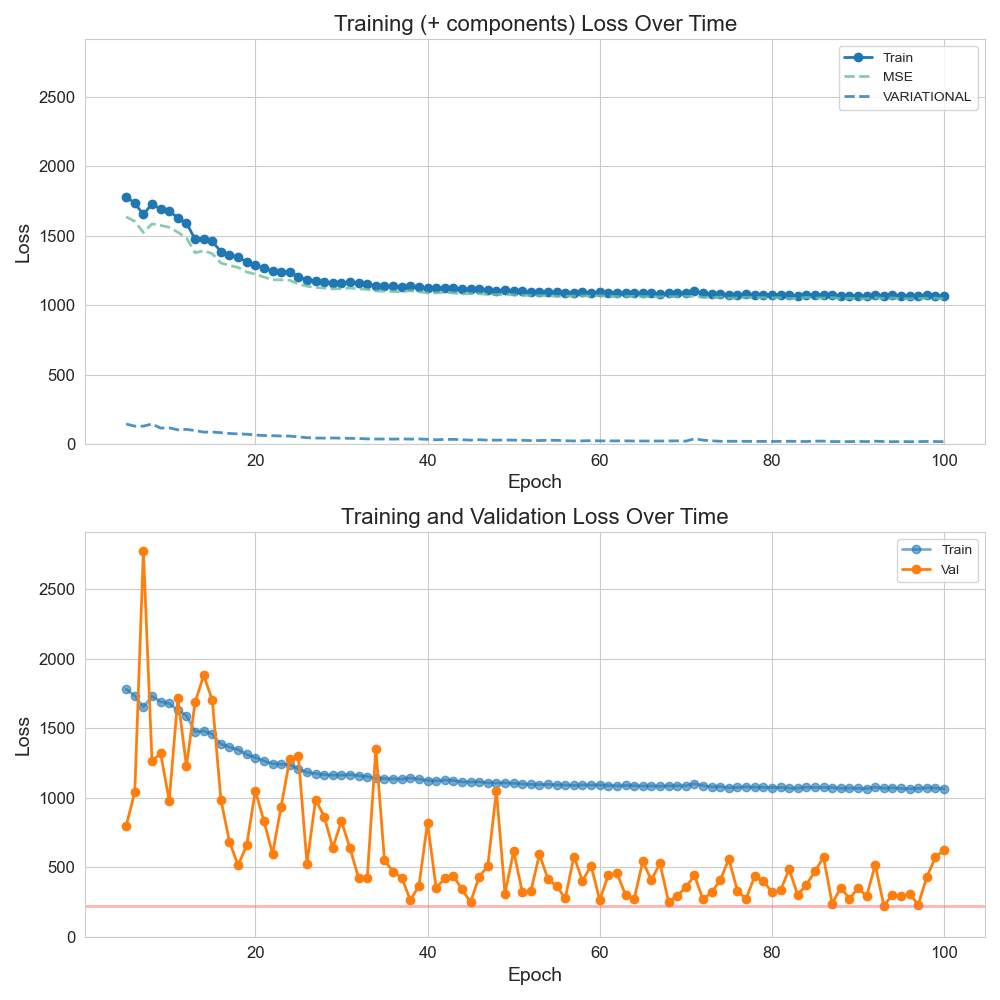 Training (+ components) Loss Over Time
Train
MSE
VARIATIONAL
2500
2000
1500
1000
500
0
Loss
20 40 60 80 100
Epoch
Training and Validation Loss Over Time
Train
Val
2500
2000
1500
1000
500
0
Loss
20 40 60 80 100
Epoch